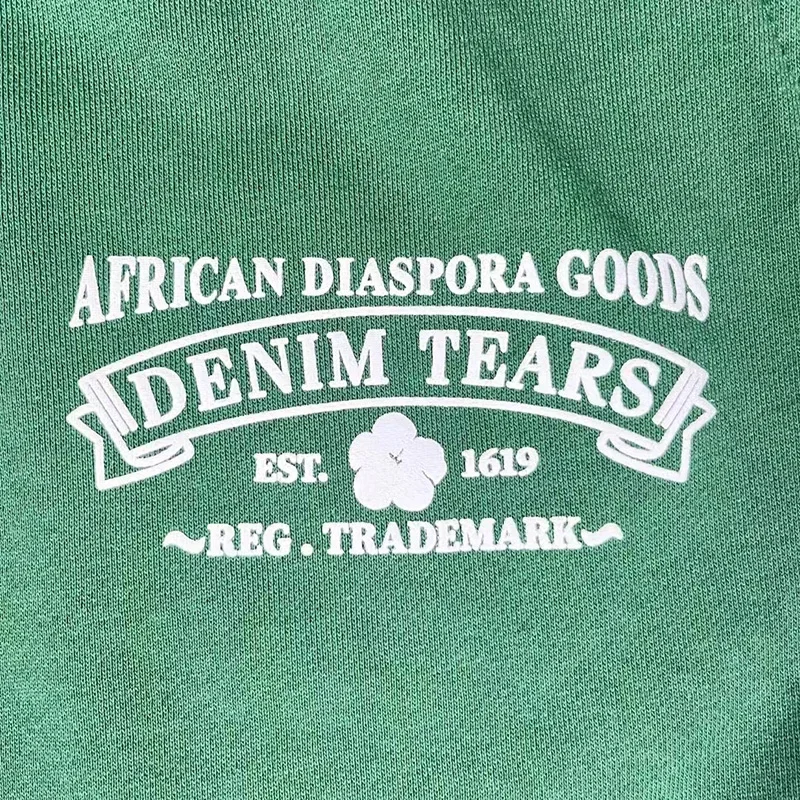 AFRICAN DIASPORA GOODS
DENIM TEARS
EST. 1619
REG . TRADEMARK